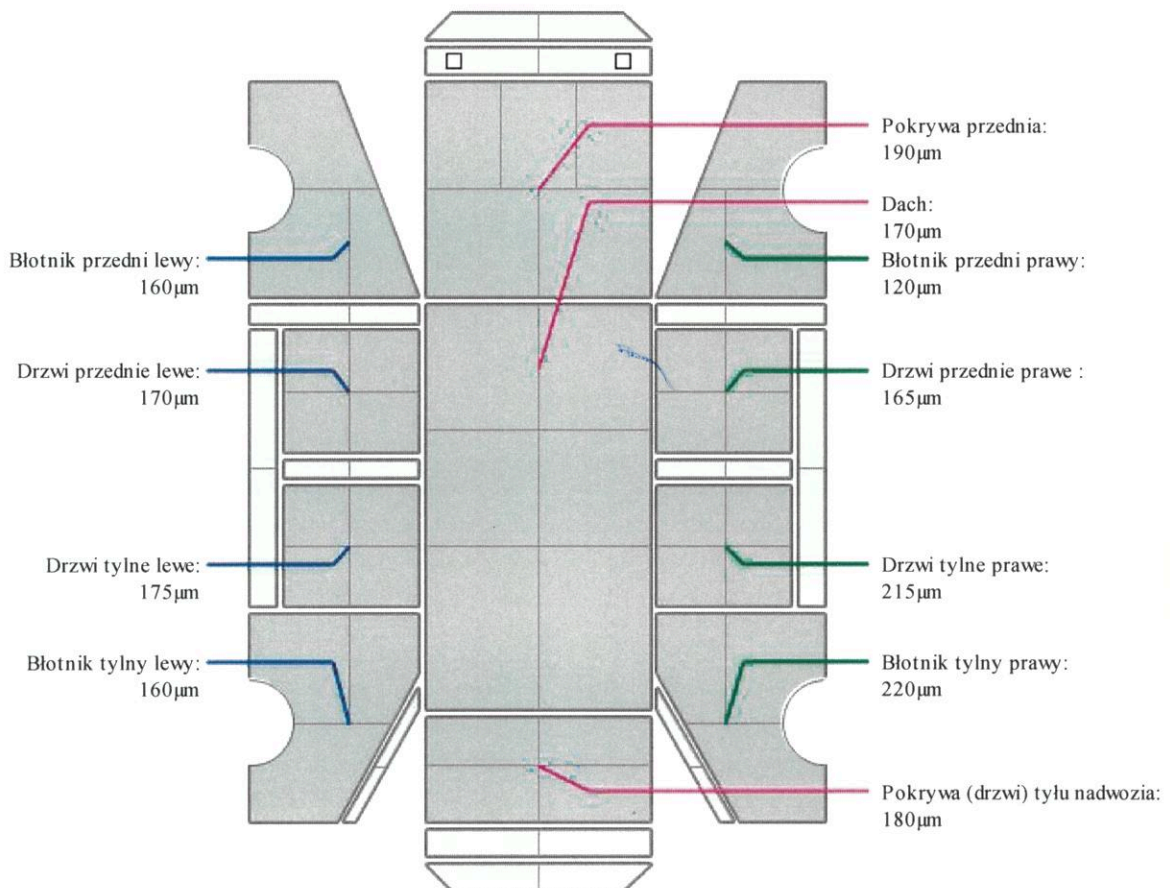 Pokrywa przednia:
190µm
Dach:
170µm
Błotnik przedni lewy:
160µm
Błotnik przedni prawy:
120µm
Drzwi przednie lewe:
170µm
Drzwi przednie prawe :
165µm
Drzwi tylne lewe:
175µm
Drzwi tylne prawe:
215µm
Błotnik tylny lewy:
160µm
Błotnik tylny prawy:
220µm
Pokrywa (drzwi) tyłu nadwozia:
180µm